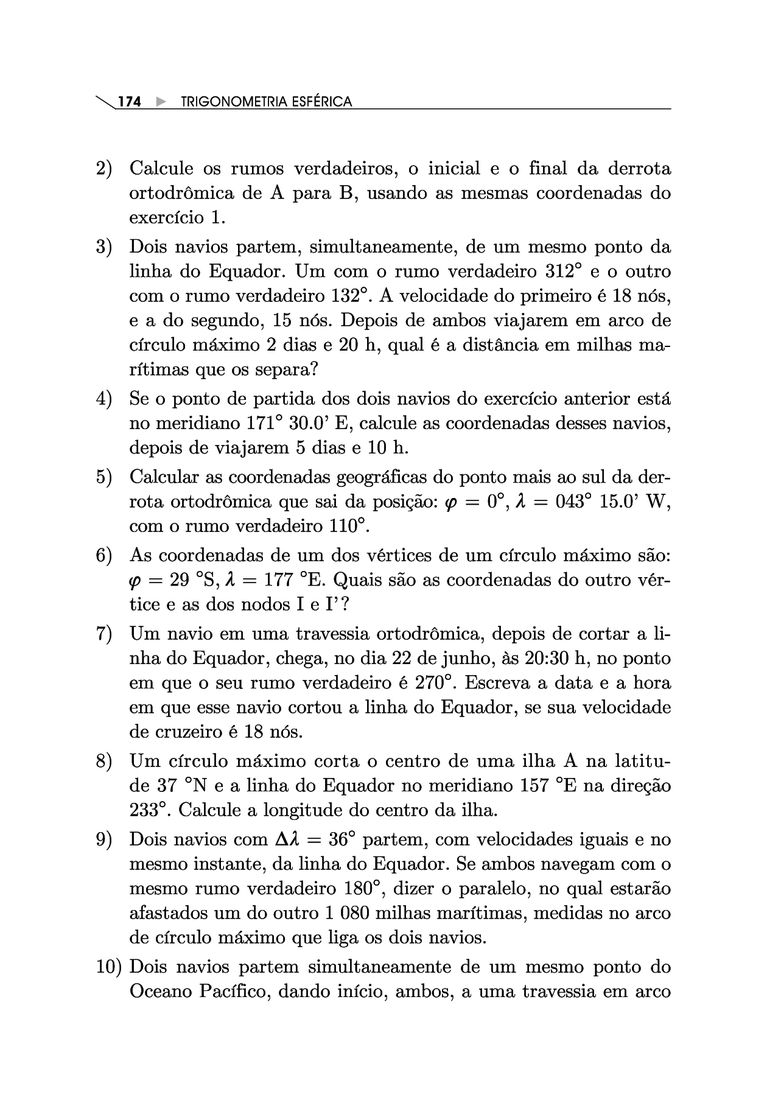 174 ▶ TRIGONOMETRIA ESFÉRICA
2) Calcule os rumos verdadeiros, o inicial e o final da derrota
ortodrômica de A para B, usando as mesmas coordenadas do
exercício 1.
3) Dois navios partem, simultaneamente, de um mesmo ponto da
linha do Equador. Um com o rumo verdadeiro 312° e o outro
com o rumo verdadeiro 132°. A velocidade do primeiro é 18 nós,
e a do segundo, 15 nós. Depois de ambos viajarem em arco de
círculo máximo 2 dias e 20 h, qual é a distância em milhas ma-
rítimas que os separa?
4) Se o ponto de partida dos dois navios do exercício anterior está
no meridiano 171° 30.0’ E, calcule as coordenadas desses navios,
depois de viajarem 5 dias e 10 h.
5) Calcular as coordenadas geográficas do ponto mais ao sul da der-
rota ortodrômica que sai da posição: φ = 0°, λ = 043° 15.0’ W,
com o rumo verdadeiro 110°.
6) As coordenadas de um dos vértices de um círculo máximo são:
φ = 29 °S, λ = 177 °E. Quais são as coordenadas do outro vér-
tice e as dos nodos I e I’?
7) Um navio em uma travessia ortodrômica, depois de cortar a li-
nha do Equador, chega, no dia 22 de junho, às 20:30 h, no ponto
em que o seu rumo verdadeiro é 270°. Escreva a data e a hora
em que esse navio cortou a linha do Equador, se sua velocidade
de cruzeiro é 18 nós.
8) Um círculo máximo corta o centro de uma ilha A na latitu-
de 37 °N e a linha do Equador no meridiano 157 °E na direção
233°. Calcule a longitude do centro da ilha.
9) Dois navios com Δλ = 36° partem, com velocidades iguais e no
mesmo instante, da linha do Equador. Se ambos navegam com o
mesmo rumo verdadeiro 180°, dizer o paralelo, no qual estarão
afastados um do outro 1 080 milhas marítimas, medidas no arco
de círculo máximo que liga os dois navios.
10) Dois navios partem simultaneamente de um mesmo ponto do
Oceano Pacífico, dando início, ambos, a uma travessia em arco